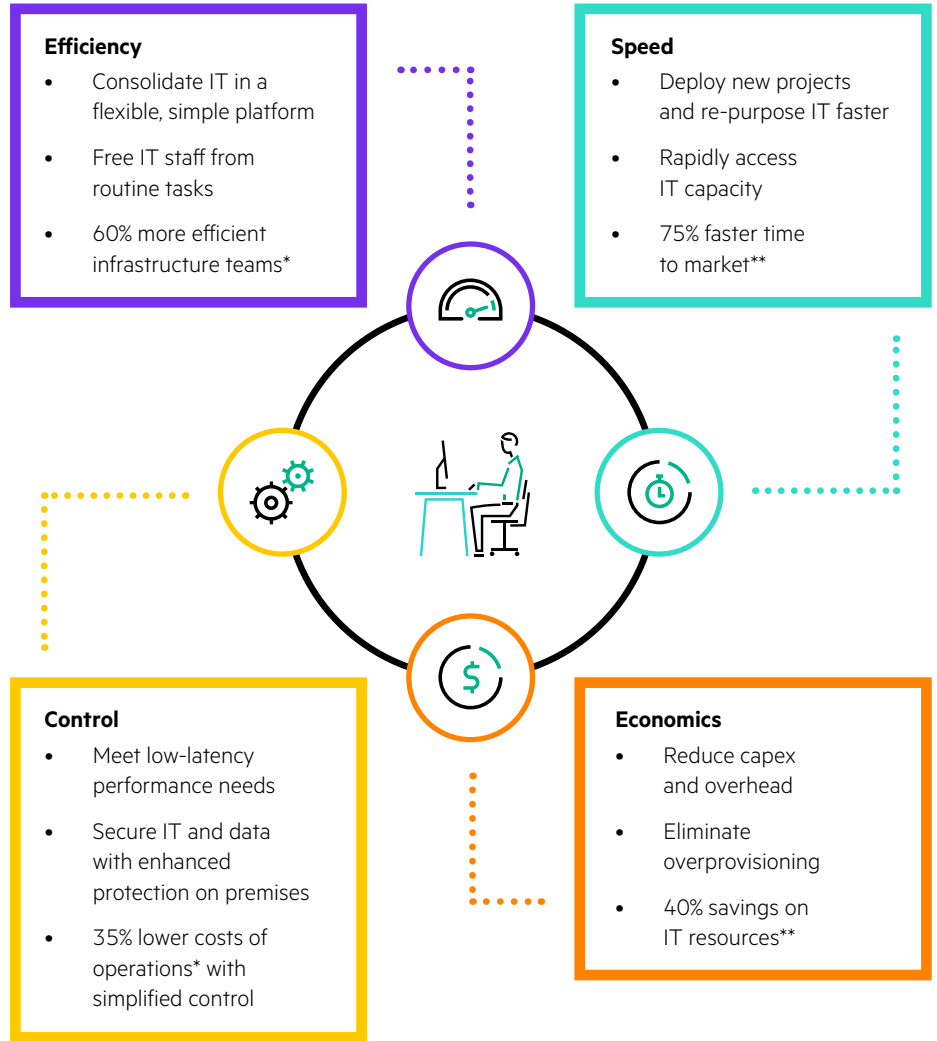 Efficiency
• Consolidate IT in a
flexible, simple platform
• Free IT staff from
routine tasks
• 60% more efficient
infrastructure teams*
Speed
• Deploy new projects
and re-purpose IT faster
• Rapidly access
IT capacity
• 75% faster time
to market**
$
Control
• Meet low-latency
performance needs
• Secure IT and data
with enhanced
protection on premises
• 35% lower costs of
operations* with
simplified control
Economics
• Reduce capex
and overhead
• Eliminate
overprovisioning
• 40% savings on
IT resources**